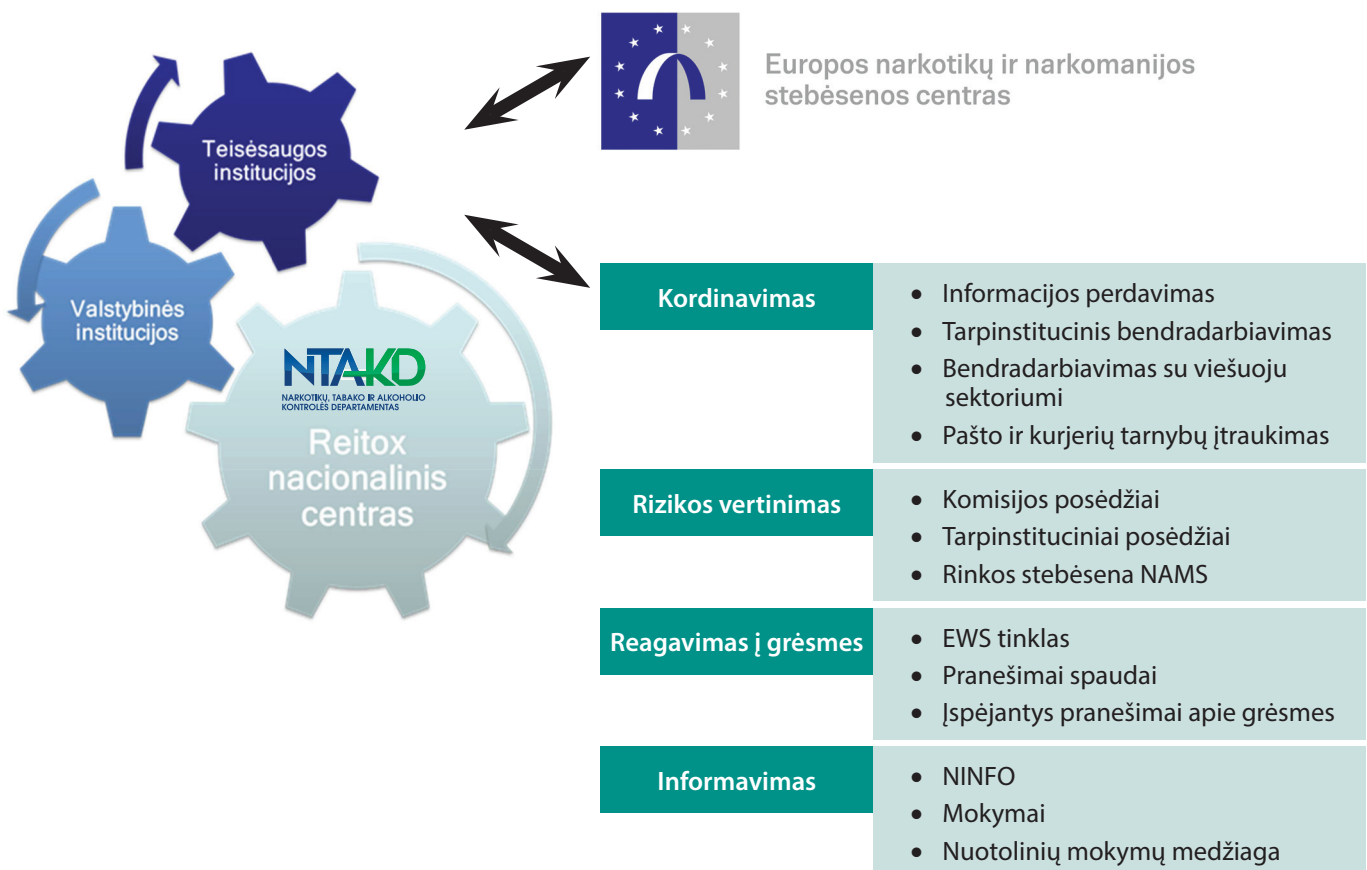 Europos narkotikų ir narkomanijos
stebėsenos centras
Teisėsaugos
institucijos
Valstybinės
institucijos
NTAKD
NARKOTIKŲ, TABAKO IR ALKOHOLIO
KONTROLĖS DEPARTAMENTAS
Reitox
nacionalinis
centras
Kordinavimas
• Informacijos perdavimas
• Tarpinstitucinis bendradarbiavimas
• Bendradarbiavimas su viešuoju
sektoriumi
• Pašto ir kurjerių tarnybų įtraukimas
Rizikos vertinimas
• Komisijos posėdžiai
• Tarpinstituciniai posėdžiai
• Rinkos stebėsena NAMS
Reagavimas į grėsmes
• EWS tinklas
• Pranešimai spaudai
• Įspėjantys pranešimai apie grėsmes
Informavimas
• NINFO
• Mokymai
• Nuotolinių mokymų medžiaga